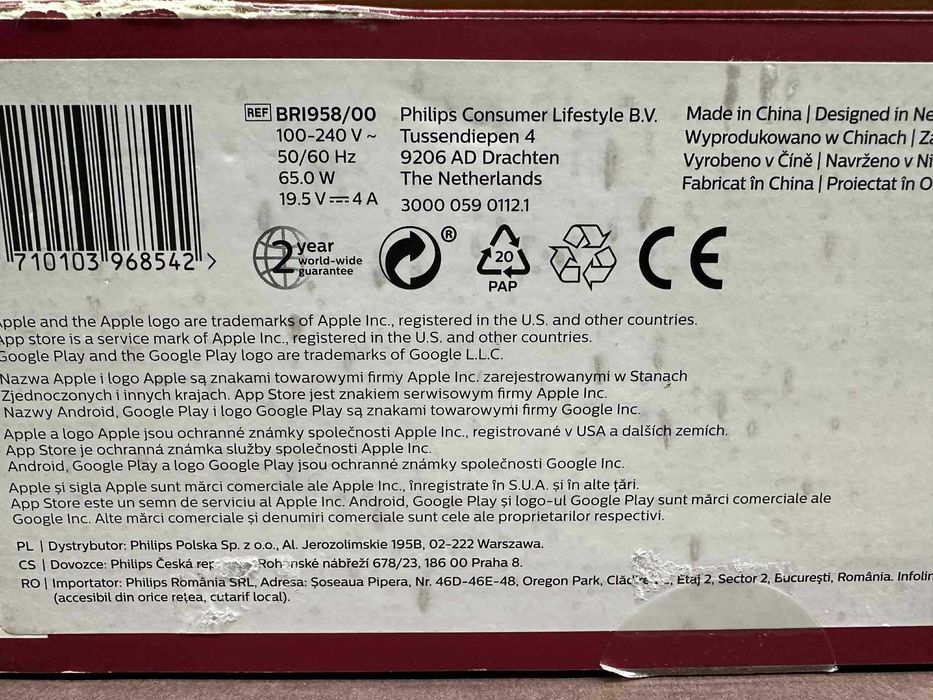 710103 968542 >
REF BRI958/00
100-240 V ~
50/60 Hz
65.0 W
19.5 V ⎓ 4 A
Philips Consumer Lifestyle B.V.
Tussendiepen 4
9206 AD Drachten
The Netherlands
3000 059 0112.1
Made in China | Designed in Ne
Wyprodukowano w Chinach | Za
Vyrobeno v Číně | Navrženo v Ni
Fabricat în China | Proiectat în O
2 year
world-wide
guarantee
®
20
PAP
CE
Apple and the Apple logo are trademarks of Apple Inc., registered in the U.S. and other countries.
App store is a service mark of Apple Inc., registered in the U.S. and other countries.
Google Play and the Google Play logo are trademarks of Google L.L.C.
Nazwa Apple i logo Apple są znakami towarowymi firmy Apple Inc. zarejestrowanymi w Stanach
Zjednoczonych i innych krajach. App Store jest znakiem serwisowym firmy Apple Inc.
Nazwy Android, Google Play i logo Google Play są znakami towarowymi firmy Google Inc.
Apple a logo Apple jsou ochranné známky společnosti Apple Inc., registrované v USA a dalších zemích.
App Store je ochranná známka služby společnosti Apple Inc.
Android, Google Play a logo Google Play jsou ochranné známky společnosti Google Inc.
Apple și sigla Apple sunt mărci comerciale ale Apple Inc., înregistrate în S.U.A. și în alte țări.
App Store este un semn de serviciu al Apple Inc. Android, Google Play și logo-ul Google Play sunt mărci comerciale ale
Google Inc. Alte mărci comerciale și denumiri comerciale sunt cele ale proprietarilor respectivi.
PL | Dystrybutor: Philips Polska Sp. z o.o., Al. Jerozolimskie 195B, 02-222 Warszawa.
CS | Dovozce: Philips Česká rep Rohanské nábřeží 678/23, 186 00 Praha 8.
RO | Importator: Philips România SRL, Adresa: Șoseaua Pipera, Nr. 46D-46E-48, Oregon Park, Etaj 2, Sector 2, București, România. Infolin
(accesibil din orice rețea, cu tarif local).